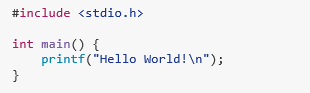 #include <stdio.h>
int main() {
    printf("Hello World!\n");
}